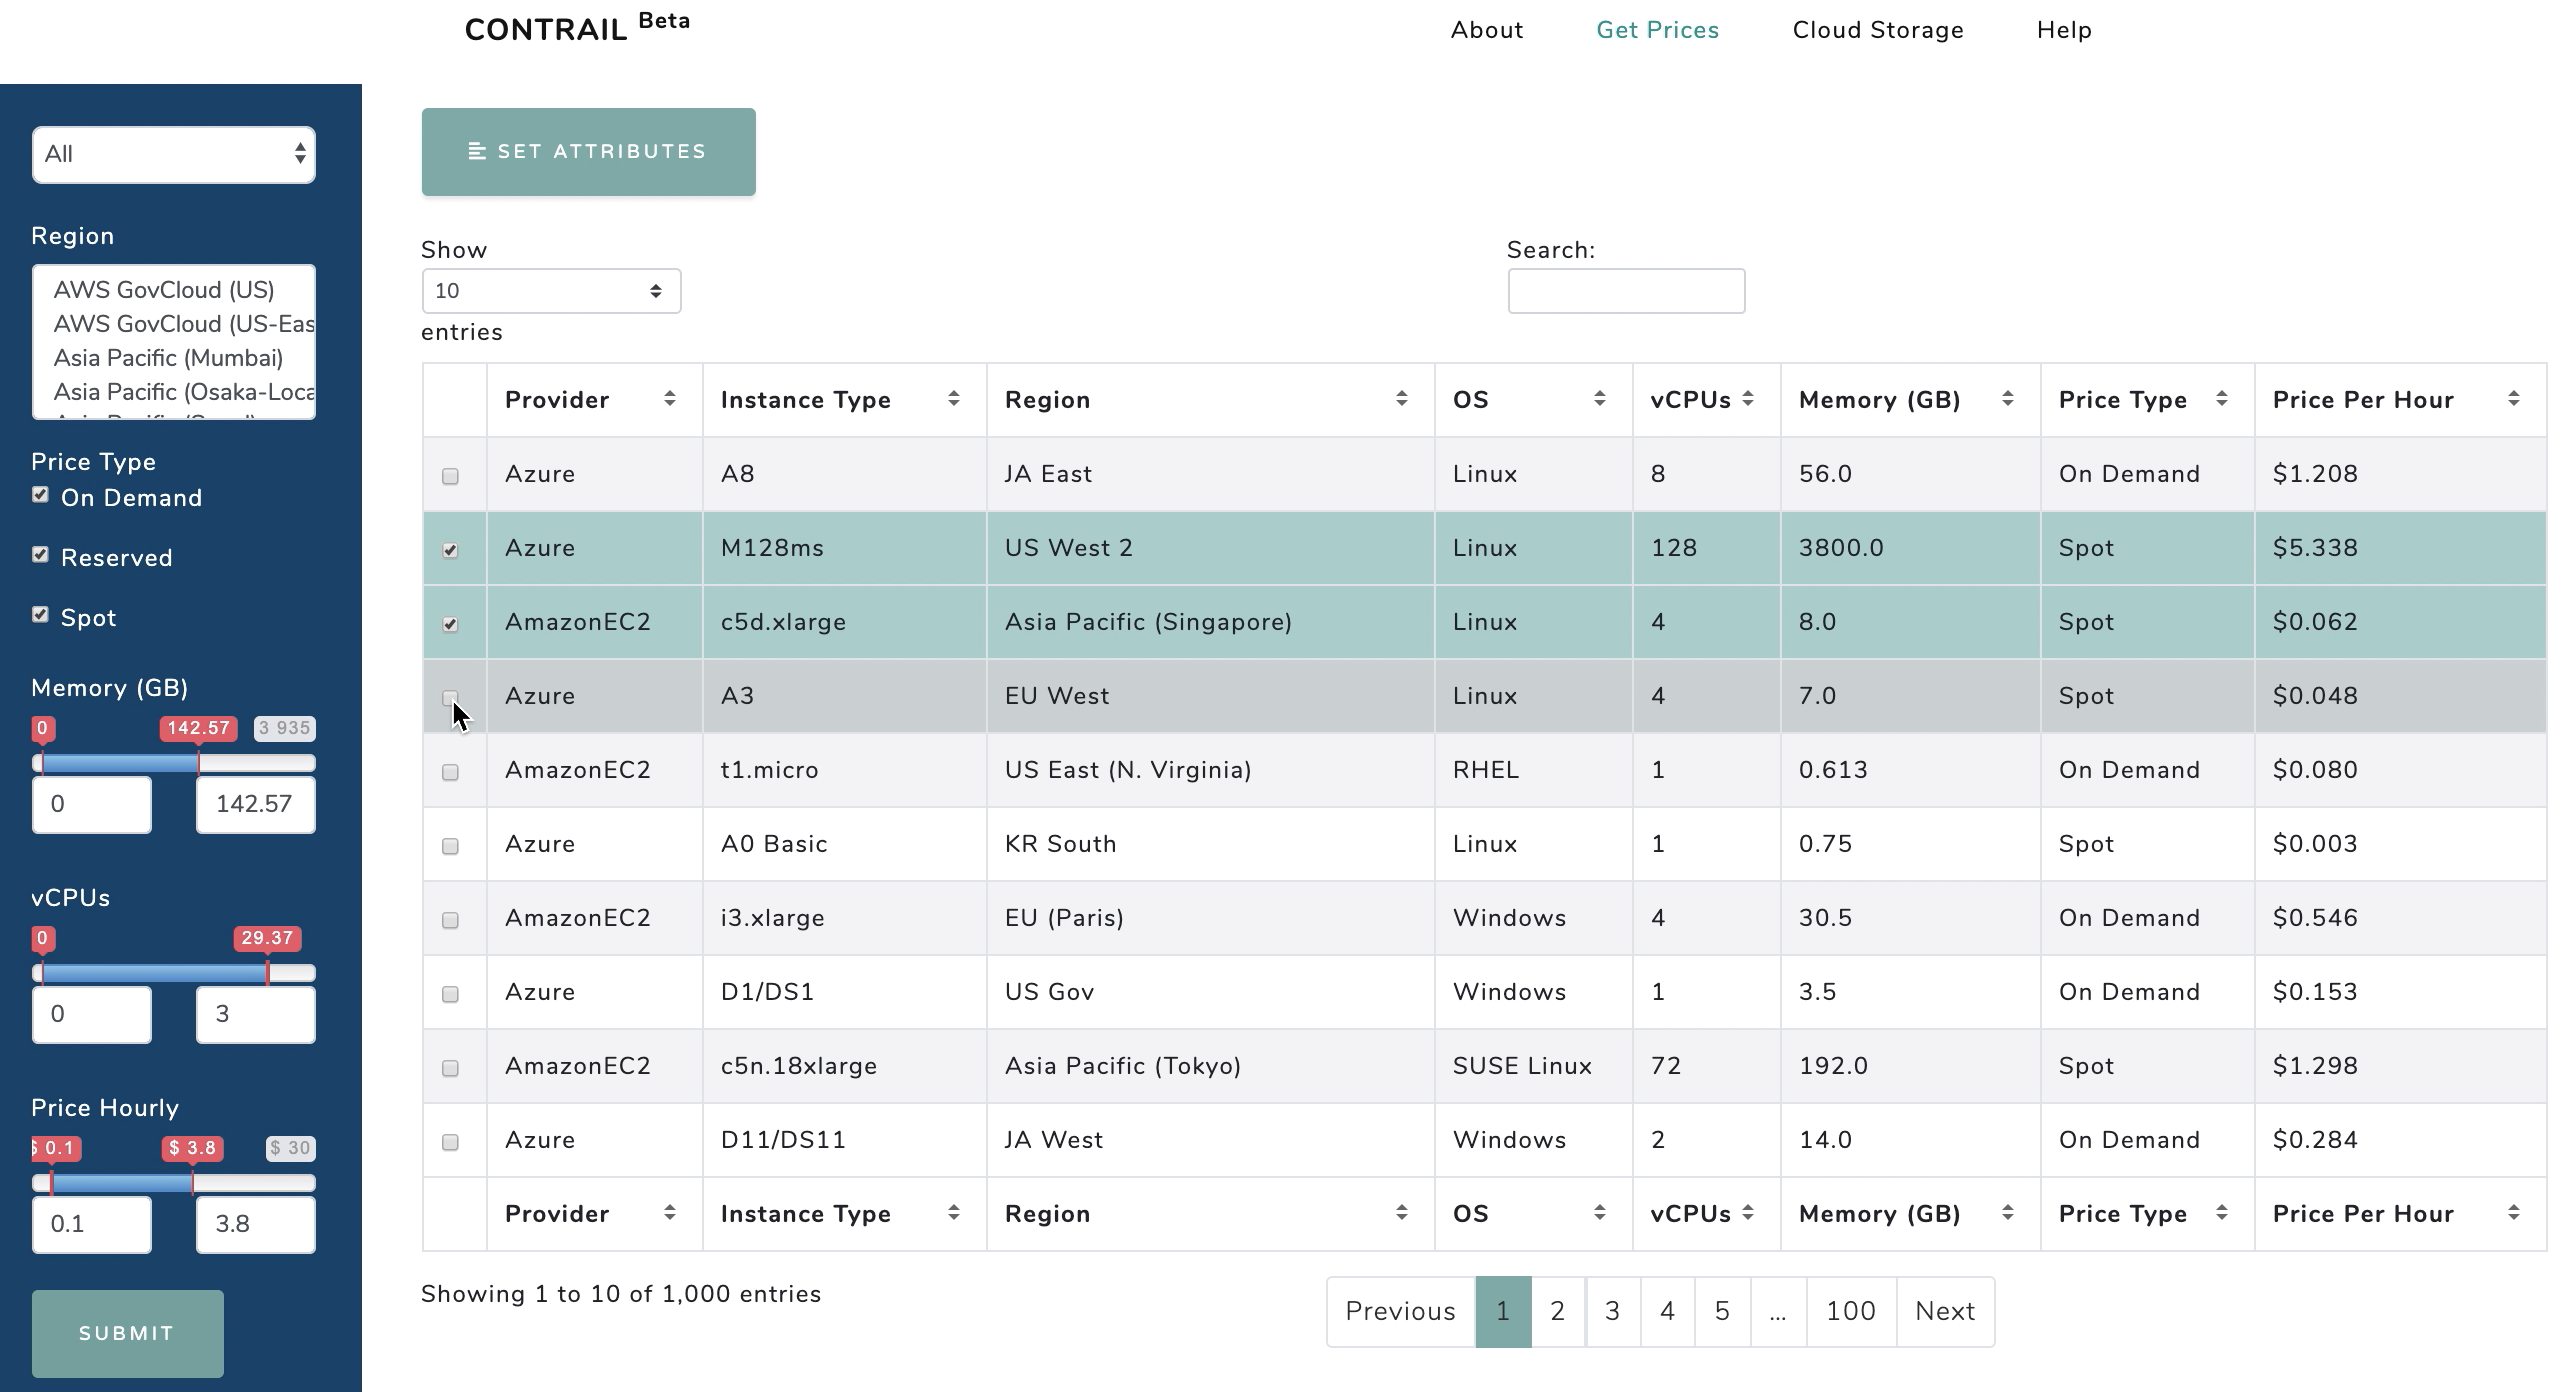 CONTRAIL Beta
About Get Prices Cloud Storage Help
All
Region
AWS GovCloud (US)
AWS GovCloud (US-Eas
Asia Pacific (Mumbai)
Asia Pacific (Osaka-Loca
Price Type
On Demand
Reserved
Spot
Memory (GB)
0 142.57 3 935
0 142.57
vCPUs
0 29.37
0 3
Price Hourly
$ 0.1 $ 3.8 $ 30
0.1 3.8
SUBMIT
SET ATTRIBUTES
Show
10
entries
Search:
Provider Instance Type Region OS vCPUs Memory (GB) Price Type Price Per Hour
Azure A8 JA East Linux 8 56.0 On Demand $1.208
Azure M128ms US West 2 Linux 128 3800.0 Spot $5.338
AmazonEC2 c5d.xlarge Asia Pacific (Singapore) Linux 4 8.0 Spot $0.062
Azure A3 EU West Linux 4 7.0 Spot $0.048
AmazonEC2 t1.micro US East (N. Virginia) RHEL 1 0.613 On Demand $0.080
Azure A0 Basic KR South Linux 1 0.75 Spot $0.003
AmazonEC2 i3.xlarge EU (Paris) Windows 4 30.5 On Demand $0.546
Azure D1/DS1 US Gov Windows 1 3.5 On Demand $0.153
AmazonEC2 c5n.18xlarge Asia Pacific (Tokyo) SUSE Linux 72 192.0 Spot $1.298
Azure D11/DS11 JA West Windows 2 14.0 On Demand $0.284
Provider Instance Type Region OS vCPUs Memory (GB) Price Type Price Per Hour
Showing 1 to 10 of 1,000 entries
Previous 1 2 3 4 5 ... 100 Next